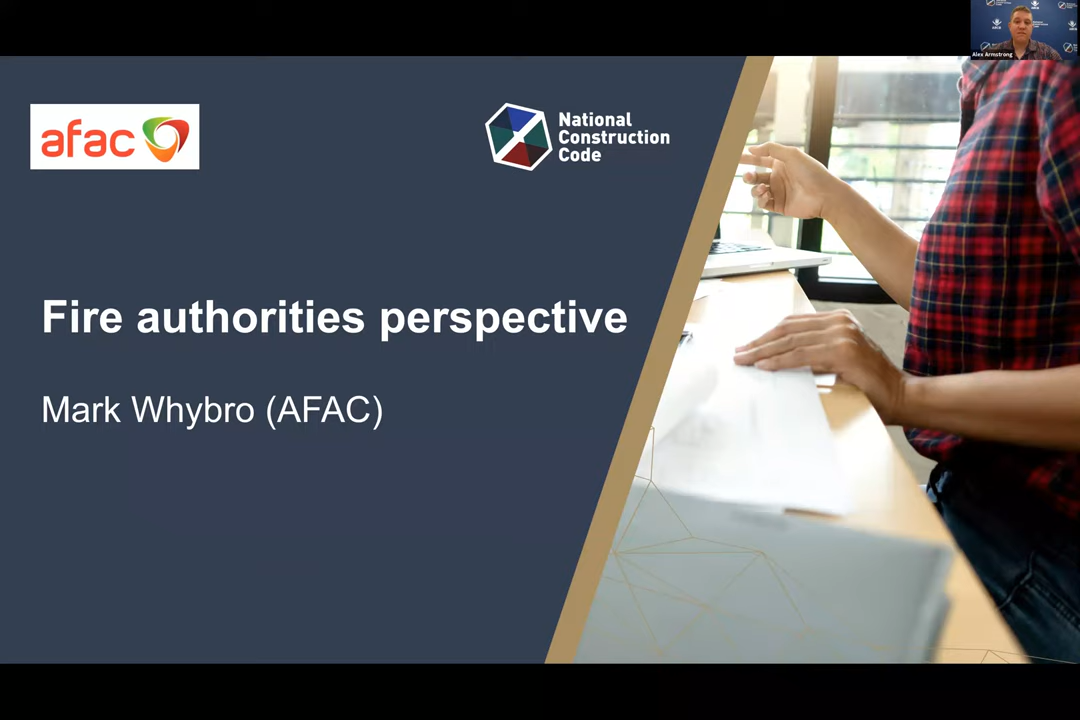 Alex Armstrong
afac
National
Construction
Code
Fire authorities perspective
Mark Whybro (AFAC)